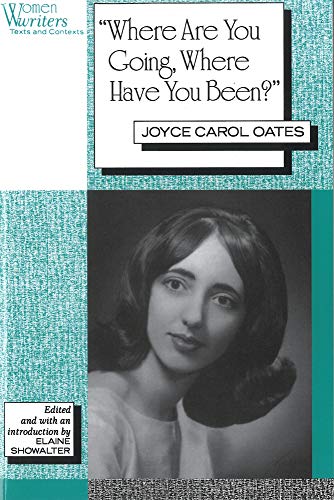 Women
Writers
Texts and Contexts
"Where Are You
Going, Where
Have You Been?"
JOYCE CAROL OATES
Edited
and with an
introduction by
ELAINE
SHOWALTER